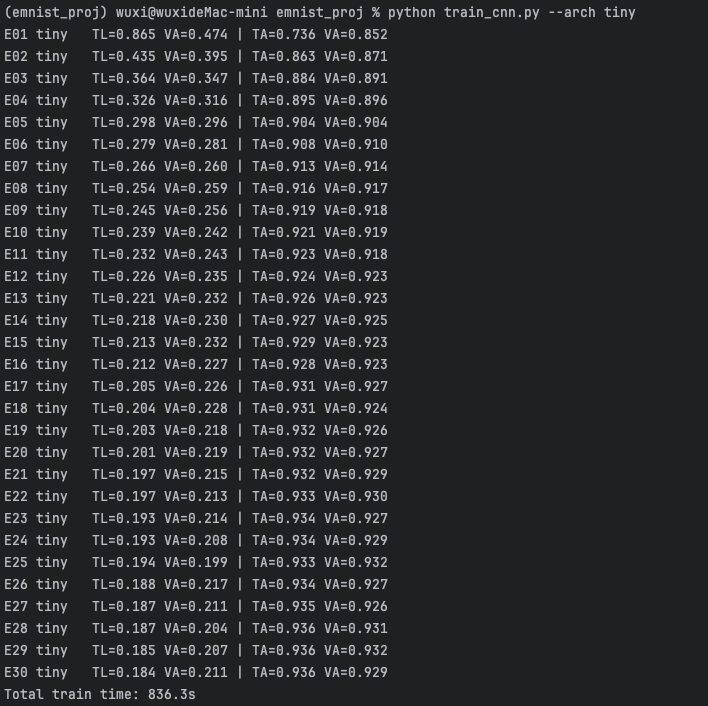 (emnist_proj) wuxi@wuxideMac-mini emnist_proj % python train_cnn.py --arch tiny
E01 tiny   TL=0.865 VA=0.474 | TA=0.736 VA=0.852
E02 tiny   TL=0.435 VA=0.395 | TA=0.863 VA=0.871
E03 tiny   TL=0.364 VA=0.347 | TA=0.884 VA=0.891
E04 tiny   TL=0.326 VA=0.316 | TA=0.895 VA=0.896
E05 tiny   TL=0.298 VA=0.296 | TA=0.904 VA=0.904
E06 tiny   TL=0.279 VA=0.281 | TA=0.908 VA=0.910
E07 tiny   TL=0.266 VA=0.260 | TA=0.913 VA=0.914
E08 tiny   TL=0.254 VA=0.259 | TA=0.916 VA=0.917
E09 tiny   TL=0.245 VA=0.256 | TA=0.919 VA=0.918
E10 tiny   TL=0.239 VA=0.242 | TA=0.921 VA=0.919
E11 tiny   TL=0.232 VA=0.243 | TA=0.923 VA=0.918
E12 tiny   TL=0.226 VA=0.235 | TA=0.924 VA=0.923
E13 tiny   TL=0.221 VA=0.232 | TA=0.926 VA=0.923
E14 tiny   TL=0.218 VA=0.230 | TA=0.927 VA=0.925
E15 tiny   TL=0.213 VA=0.232 | TA=0.929 VA=0.923
E16 tiny   TL=0.212 VA=0.227 | TA=0.928 VA=0.923
E17 tiny   TL=0.205 VA=0.226 | TA=0.931 VA=0.927
E18 tiny   TL=0.204 VA=0.228 | TA=0.931 VA=0.924
E19 tiny   TL=0.203 VA=0.218 | TA=0.932 VA=0.926
E20 tiny   TL=0.201 VA=0.219 | TA=0.932 VA=0.927
E21 tiny   TL=0.197 VA=0.215 | TA=0.932 VA=0.929
E22 tiny   TL=0.197 VA=0.213 | TA=0.933 VA=0.930
E23 tiny   TL=0.193 VA=0.214 | TA=0.934 VA=0.927
E24 tiny   TL=0.193 VA=0.208 | TA=0.934 VA=0.929
E25 tiny   TL=0.194 VA=0.199 | TA=0.933 VA=0.932
E26 tiny   TL=0.188 VA=0.217 | TA=0.934 VA=0.927
E27 tiny   TL=0.187 VA=0.211 | TA=0.935 VA=0.926
E28 tiny   TL=0.187 VA=0.204 | TA=0.936 VA=0.931
E29 tiny   TL=0.185 VA=0.207 | TA=0.936 VA=0.932
E30 tiny   TL=0.184 VA=0.211 | TA=0.936 VA=0.929
Total train time: 836.3s